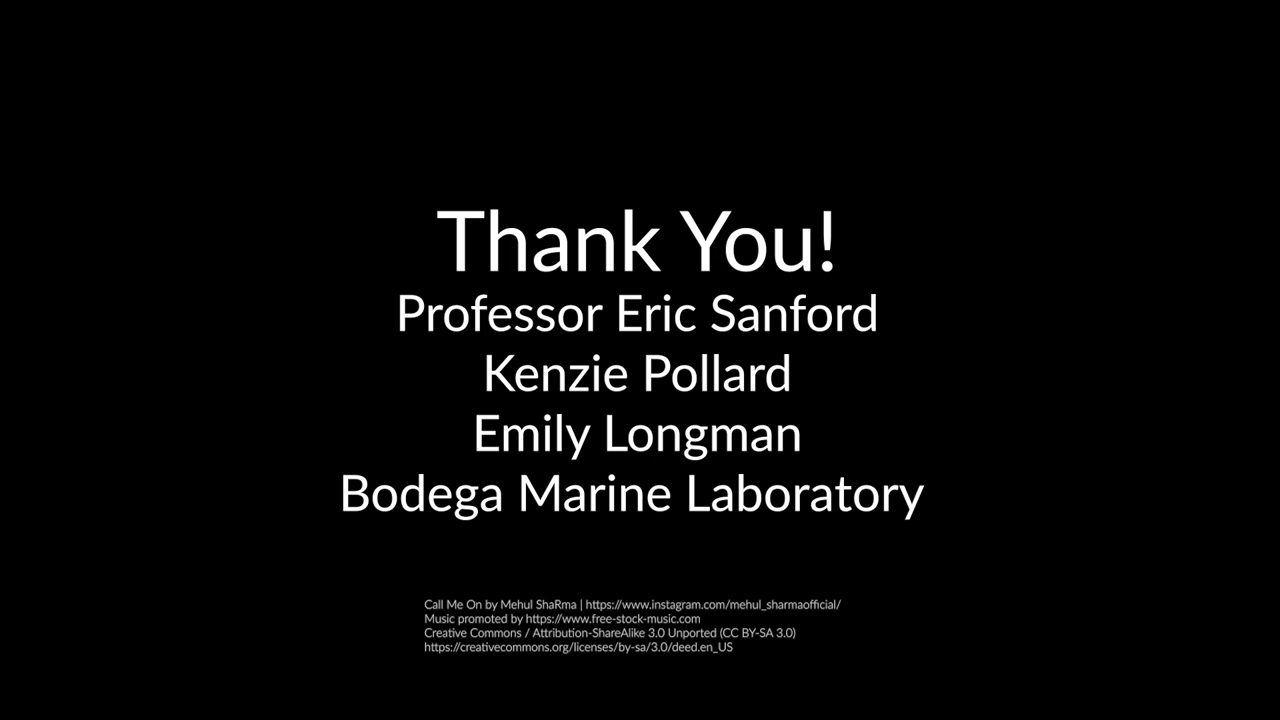 Thank You!
Professor Eric Sanford
Kenzie Pollard
Emily Longman
Bodega Marine Laboratory
Call Me On by Mehul ShaRma | https://www.instagram.com/mehul_sharmaofficial/
Music promoted by https://www.free-stock-music.com
Creative Commons / Attribution-ShareAlike 3.0 Unported (CC BY-SA 3.0)
https://creativecommons.org/licenses/by-sa/3.0/deed.en_US